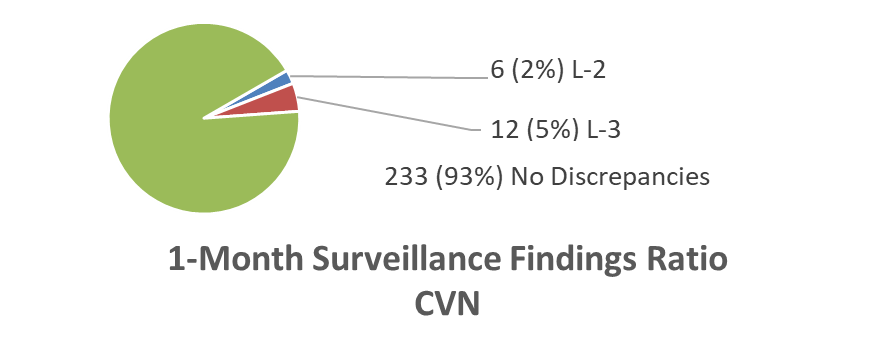 6 (2%) L-2
12 (5%) L-3
233 (93%) No Discrepancies
1-Month Surveillance Findings Ratio
CVN